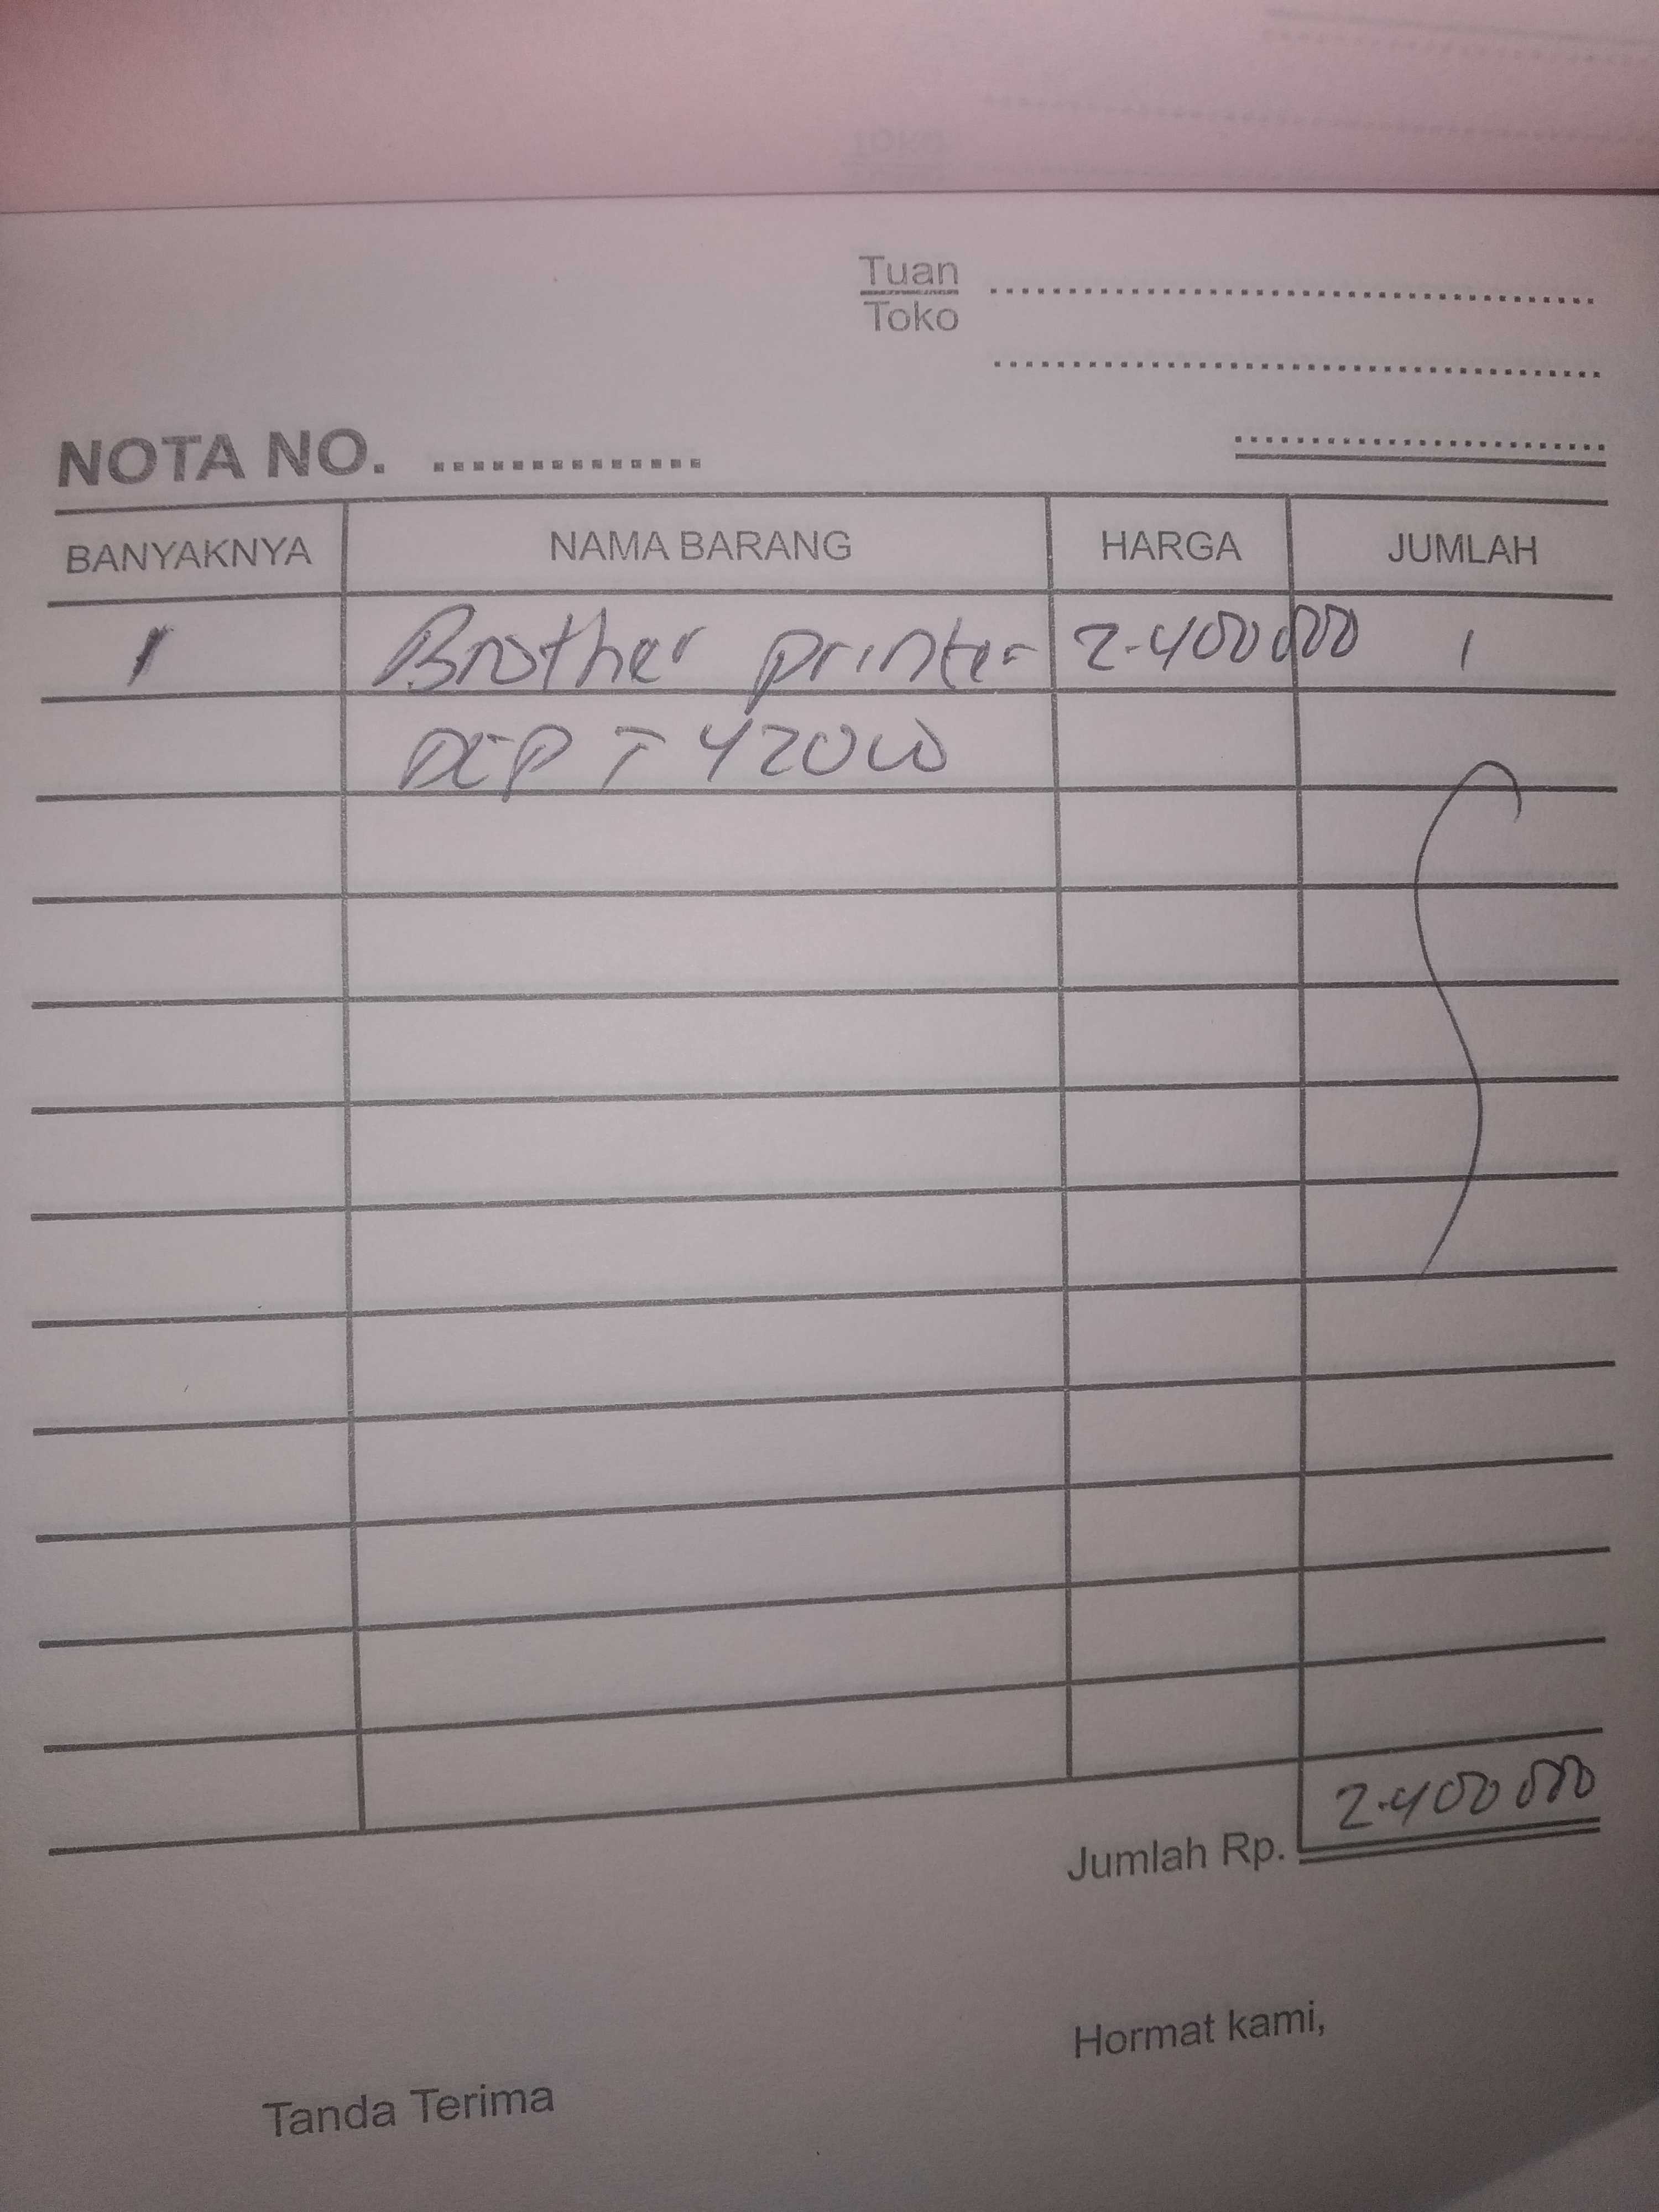 Tuan
Toko
NOTA NO. ..............
BANYAKNYA NAMA BARANG HARGA JUMLAH
1 Brother printer 2.400 000 1
DCP T 420W
Jumlah Rp. 2.400 000
Hormat kami,
Tanda Terima